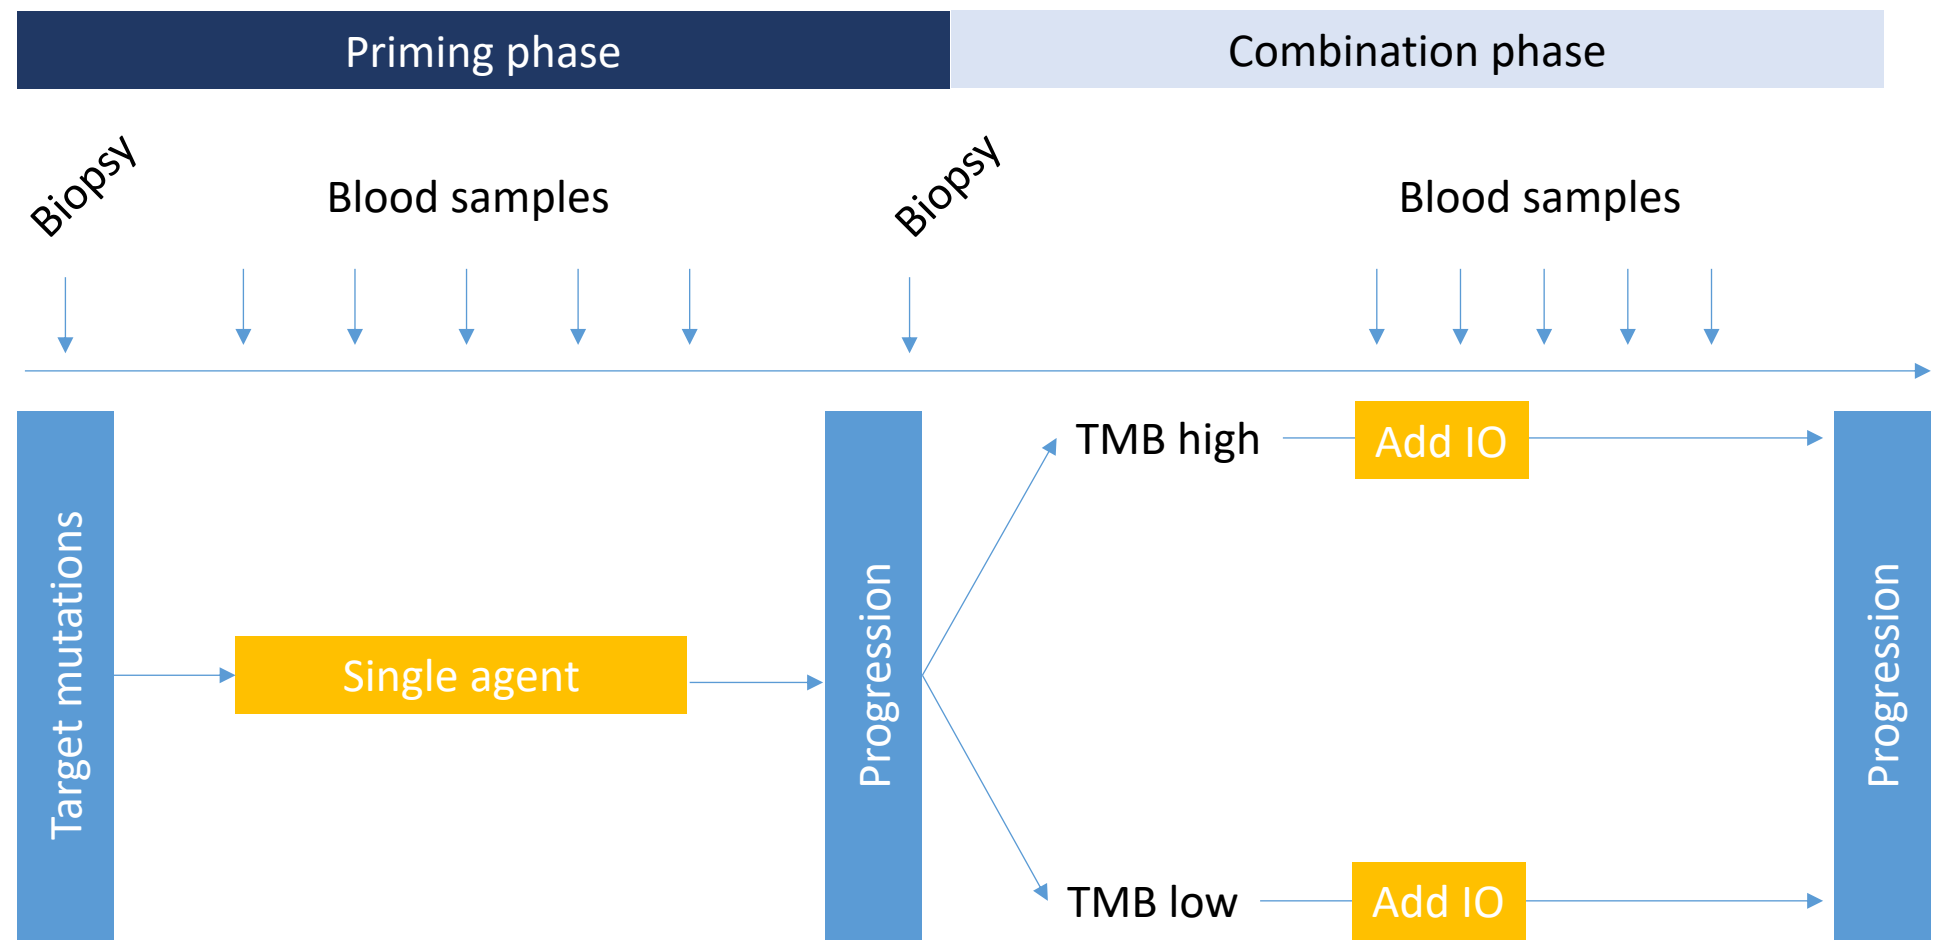 Priming phase
Combination phase
Biopsy
Blood samples
Biopsy
Blood samples
Target mutations
Single agent
Progression
TMB high
Add IO
TMB low
Add IO
Progression